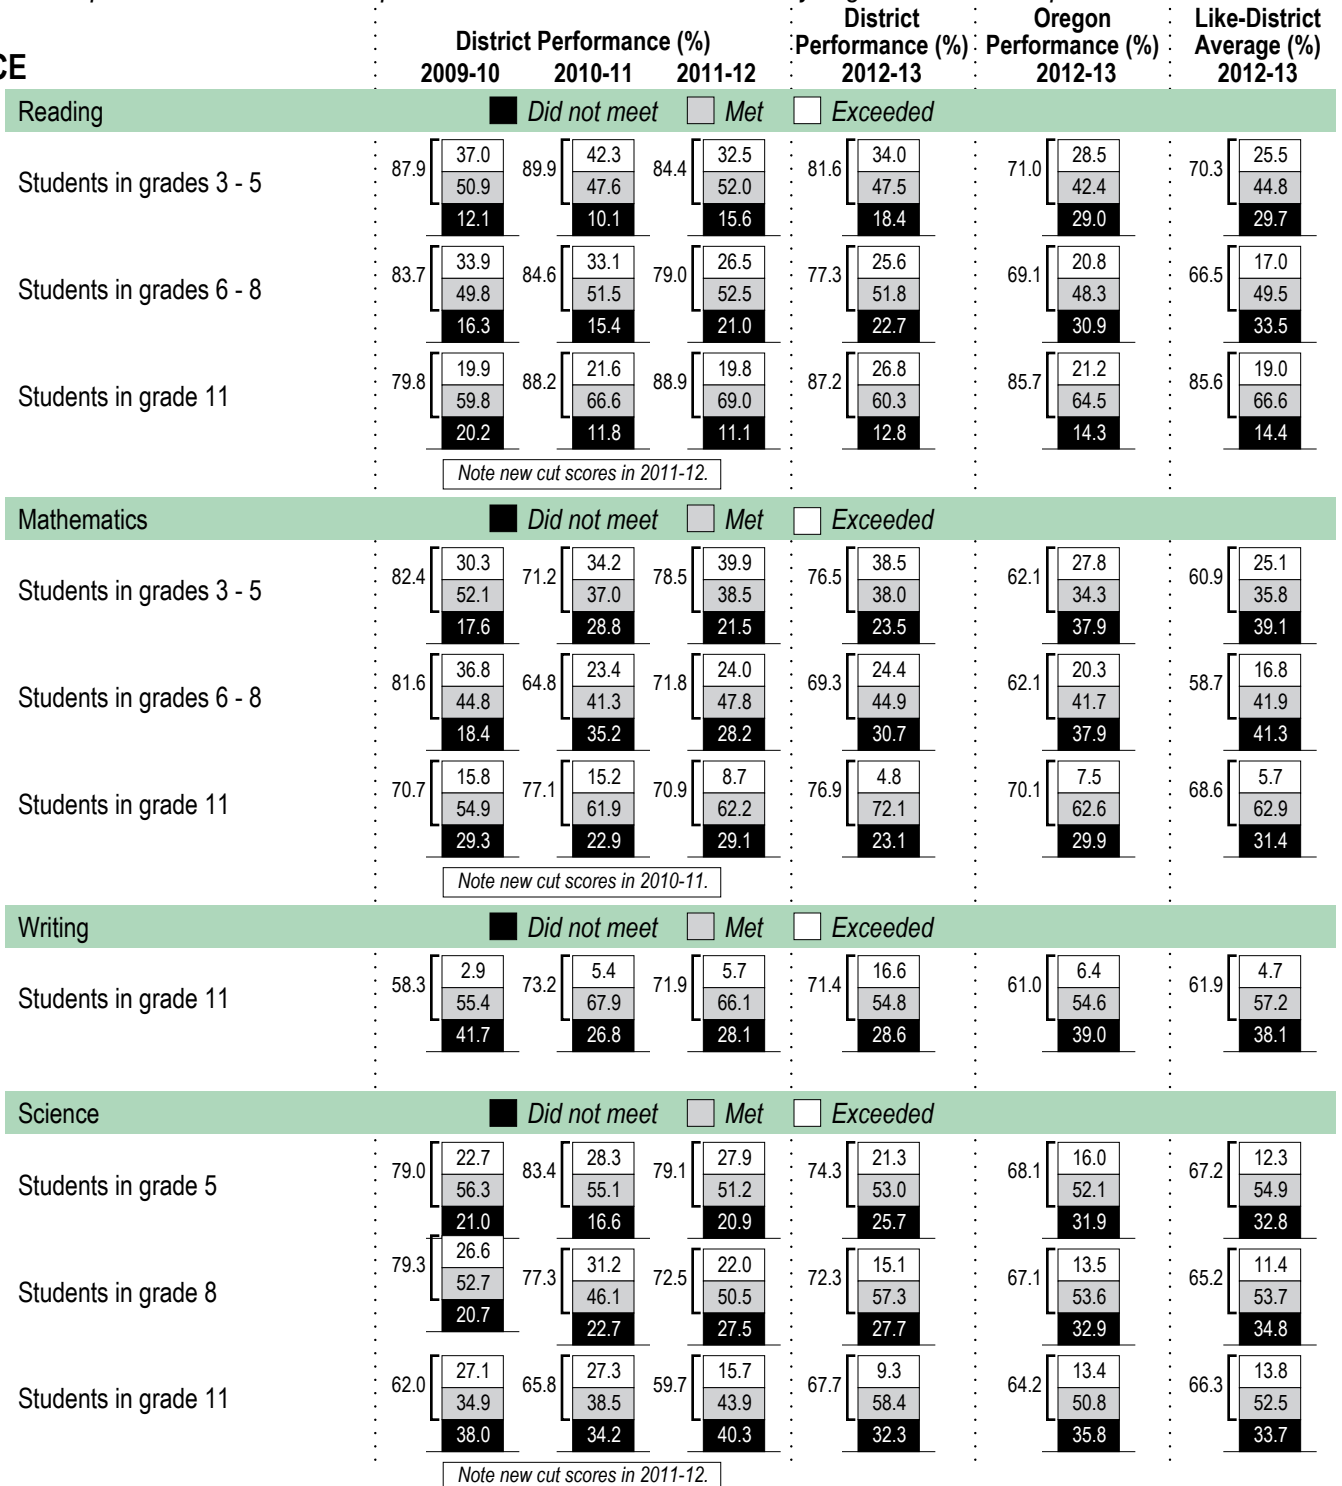 District Oregon Like-District
District Performance (%) Performance (%) Performance (%) Average (%)
CE 2009-10 2010-11 2011-12 2012-13 2012-13 2012-13
Reading Did not meet Met Exceeded
37.0 42.3 32.5 34.0 28.5 25.5
87.9 89.9 84.4 81.6 71.0 70.3
Students in grades 3 - 5 50.9 47.6 52.0 47.5 42.4 44.8
12.1 10.1 15.6 18.4 29.0 29.7
33.9 33.1 26.5 25.6 20.8 17.0
83.7 84.6 79.0 77.3 69.1 66.5
Students in grades 6 - 8 49.8 51.5 52.5 51.8 48.3 49.5
16.3 15.4 21.0 22.7 30.9 33.5
19.9 21.6 19.8 26.8 21.2 19.0
79.8 88.2 88.9 87.2 85.7 85.6
Students in grade 11 59.8 66.6 69.0 60.3 64.5 66.6
20.2 11.8 11.1 12.8 14.3 14.4
Note new cut scores in 2011-12.
Mathematics Did not meet Met Exceeded
30.3 34.2 39.9 38.5 27.8 25.1
82.4 71.2 78.5 76.5 62.1 60.9
Students in grades 3 - 5 52.1 37.0 38.5 38.0 34.3 35.8
17.6 28.8 21.5 23.5 37.9 39.1
36.8 23.4 24.0 24.4 20.3 16.8
81.6 64.8 71.8 69.3 62.1 58.7
Students in grades 6 - 8 44.8 41.3 47.8 44.9 41.7 41.9
18.4 35.2 28.2 30.7 37.9 41.3
15.8 15.2 8.7 4.8 7.5 5.7
70.7 77.1 70.9 76.9 70.1 68.6
Students in grade 11 54.9 61.9 62.2 72.1 62.6 62.9
29.3 22.9 29.1 23.1 29.9 31.4
Note new cut scores in 2010-11.
Writing Did not meet Met Exceeded
2.9 5.4 5.7 16.6 6.4 4.7
58.3 73.2 71.9 71.4 61.0 61.9
Students in grade 11 55.4 67.9 66.1 54.8 54.6 57.2
41.7 26.8 28.1 28.6 39.0 38.1
Science Did not meet Met Exceeded
22.7 28.3 27.9 21.3 16.0 12.3
79.0 83.4 79.1 74.3 68.1 67.2
Students in grade 5 56.3 55.1 51.2 53.0 52.1 54.9
21.0 16.6 20.9 25.7 31.9 32.8
26.6 31.2 22.0 15.1 13.5 11.4
79.3 77.3 72.5 72.3 67.1 65.2
Students in grade 8 52.7 46.1 50.5 57.3 53.6 53.7
20.7 22.7 27.5 27.7 32.9 34.8
27.1 27.3 15.7 9.3 13.4 13.8
62.0 65.8 59.7 67.7 64.2 66.3
Students in grade 11 34.9 38.5 43.9 58.4 50.8 52.5
38.0 34.2 40.3 32.3 35.8 33.7
Note new cut scores in 2011-12.